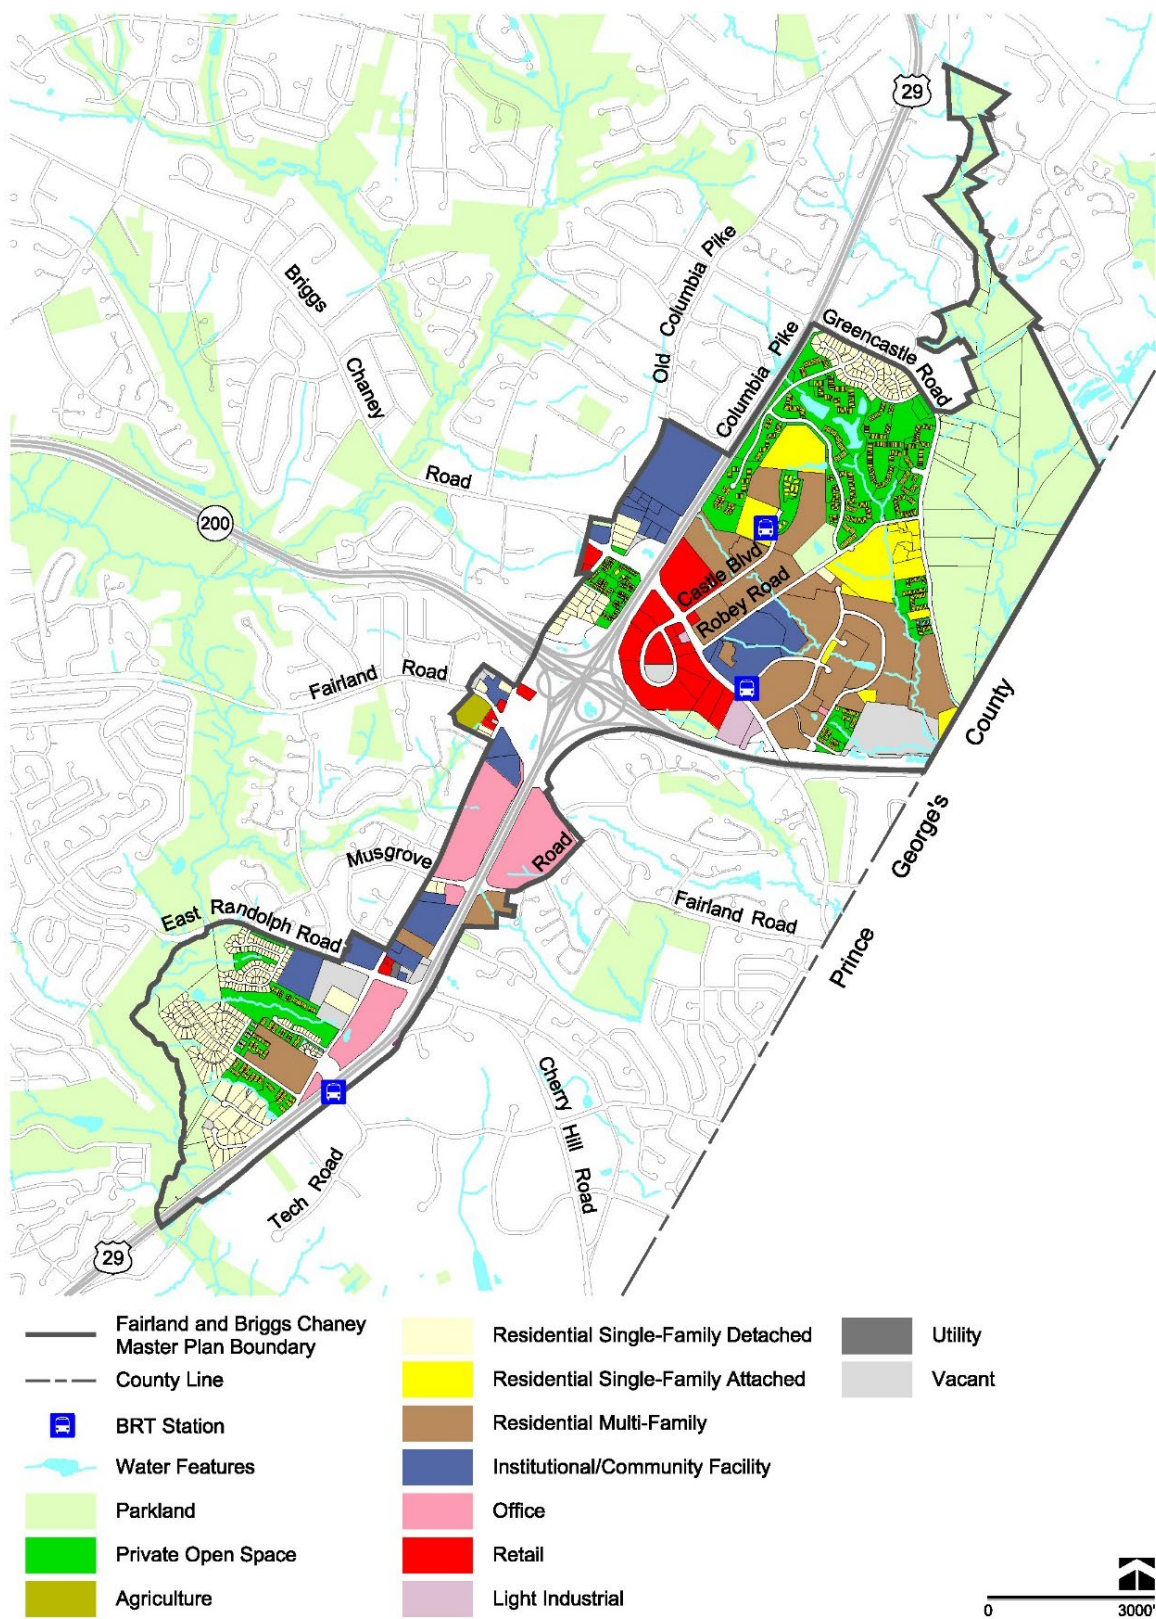 29
Old Columbia Pike
Columbia Pike
Greencastle
Road
Briggs
Chaney
Road
200
Castle Blvd
Robey Road
Fairland Road
County
George's
Prince
Musgrove
Road
Fairland Road
East Randolph Road
Cherry Hill Road
Tech Road
29
Fairland and Briggs Chaney
Master Plan Boundary
County Line
BRT Station
Water Features
Parkland
Private Open Space
Agriculture
Residential Single-Family Detached
Residential Single-Family Attached
Residential Multi-Family
Institutional/Community Facility
Office
Retail
Light Industrial
Utility
Vacant
0 3000'